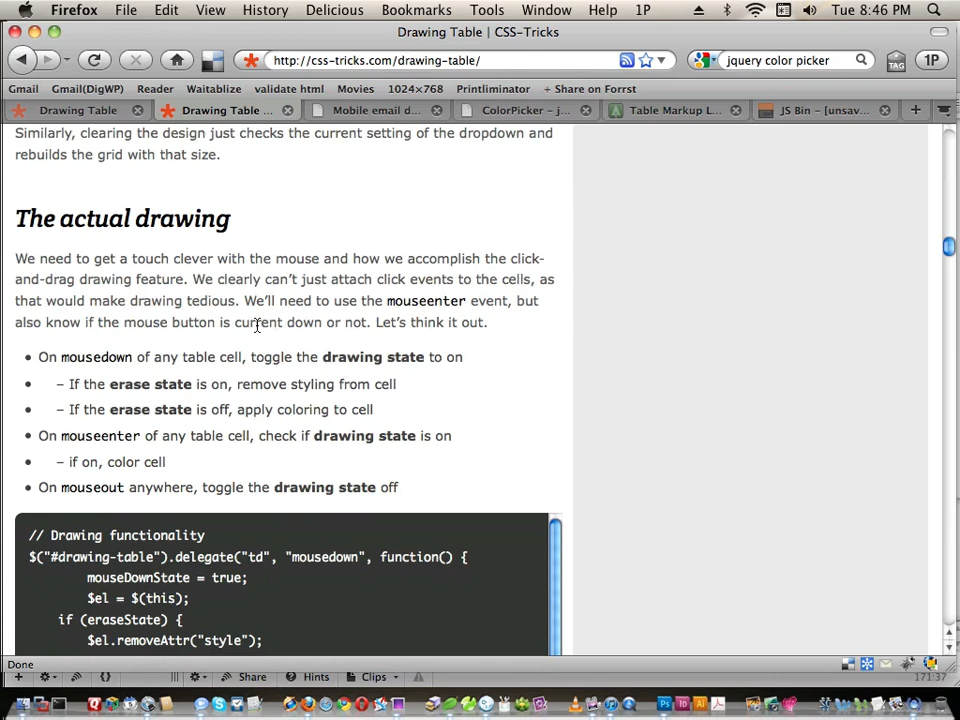 Firefox File Edit View History Delicious Bookmarks Tools Window Help 1P Tue 8:46 PM
Drawing Table | CSS-Tricks
http://css-tricks.com/drawing-table/ jquery color picker TAG 1P
Gmail Gmail(DigWP) Reader Waitablize validate html Movies 1024×768 Printliminator + Share on Forrst
Drawing Table Drawing Table ... Mobile email d... ColorPicker – j... Table Markup L... JS Bin – [unsav...
Similarly, clearing the design just checks the current setting of the dropdown and
rebuilds the grid with that size.
The actual drawing
We need to get a touch clever with the mouse and how we accomplish the click-
and-drag drawing feature. We clearly can't just attach click events to the cells, as
that would make drawing tedious. We'll need to use the mouseenter event, but
also know if the mouse button is current down or not. Let's think it out.
• On mousedown of any table cell, toggle the drawing state to on
• – If the erase state is on, remove styling from cell
• – If the erase state is off, apply coloring to cell
• On mouseenter of any table cell, check if drawing state is on
• – if on, color cell
• On mouseout anywhere, toggle the drawing state off
// Drawing functionality
$("#drawing-table").delegate("td", "mousedown", function() {
mouseDownState = true;
$el = $(this);
if (eraseState) {
$el.removeAttr("style");
Done
Share Hints Clips 171:37